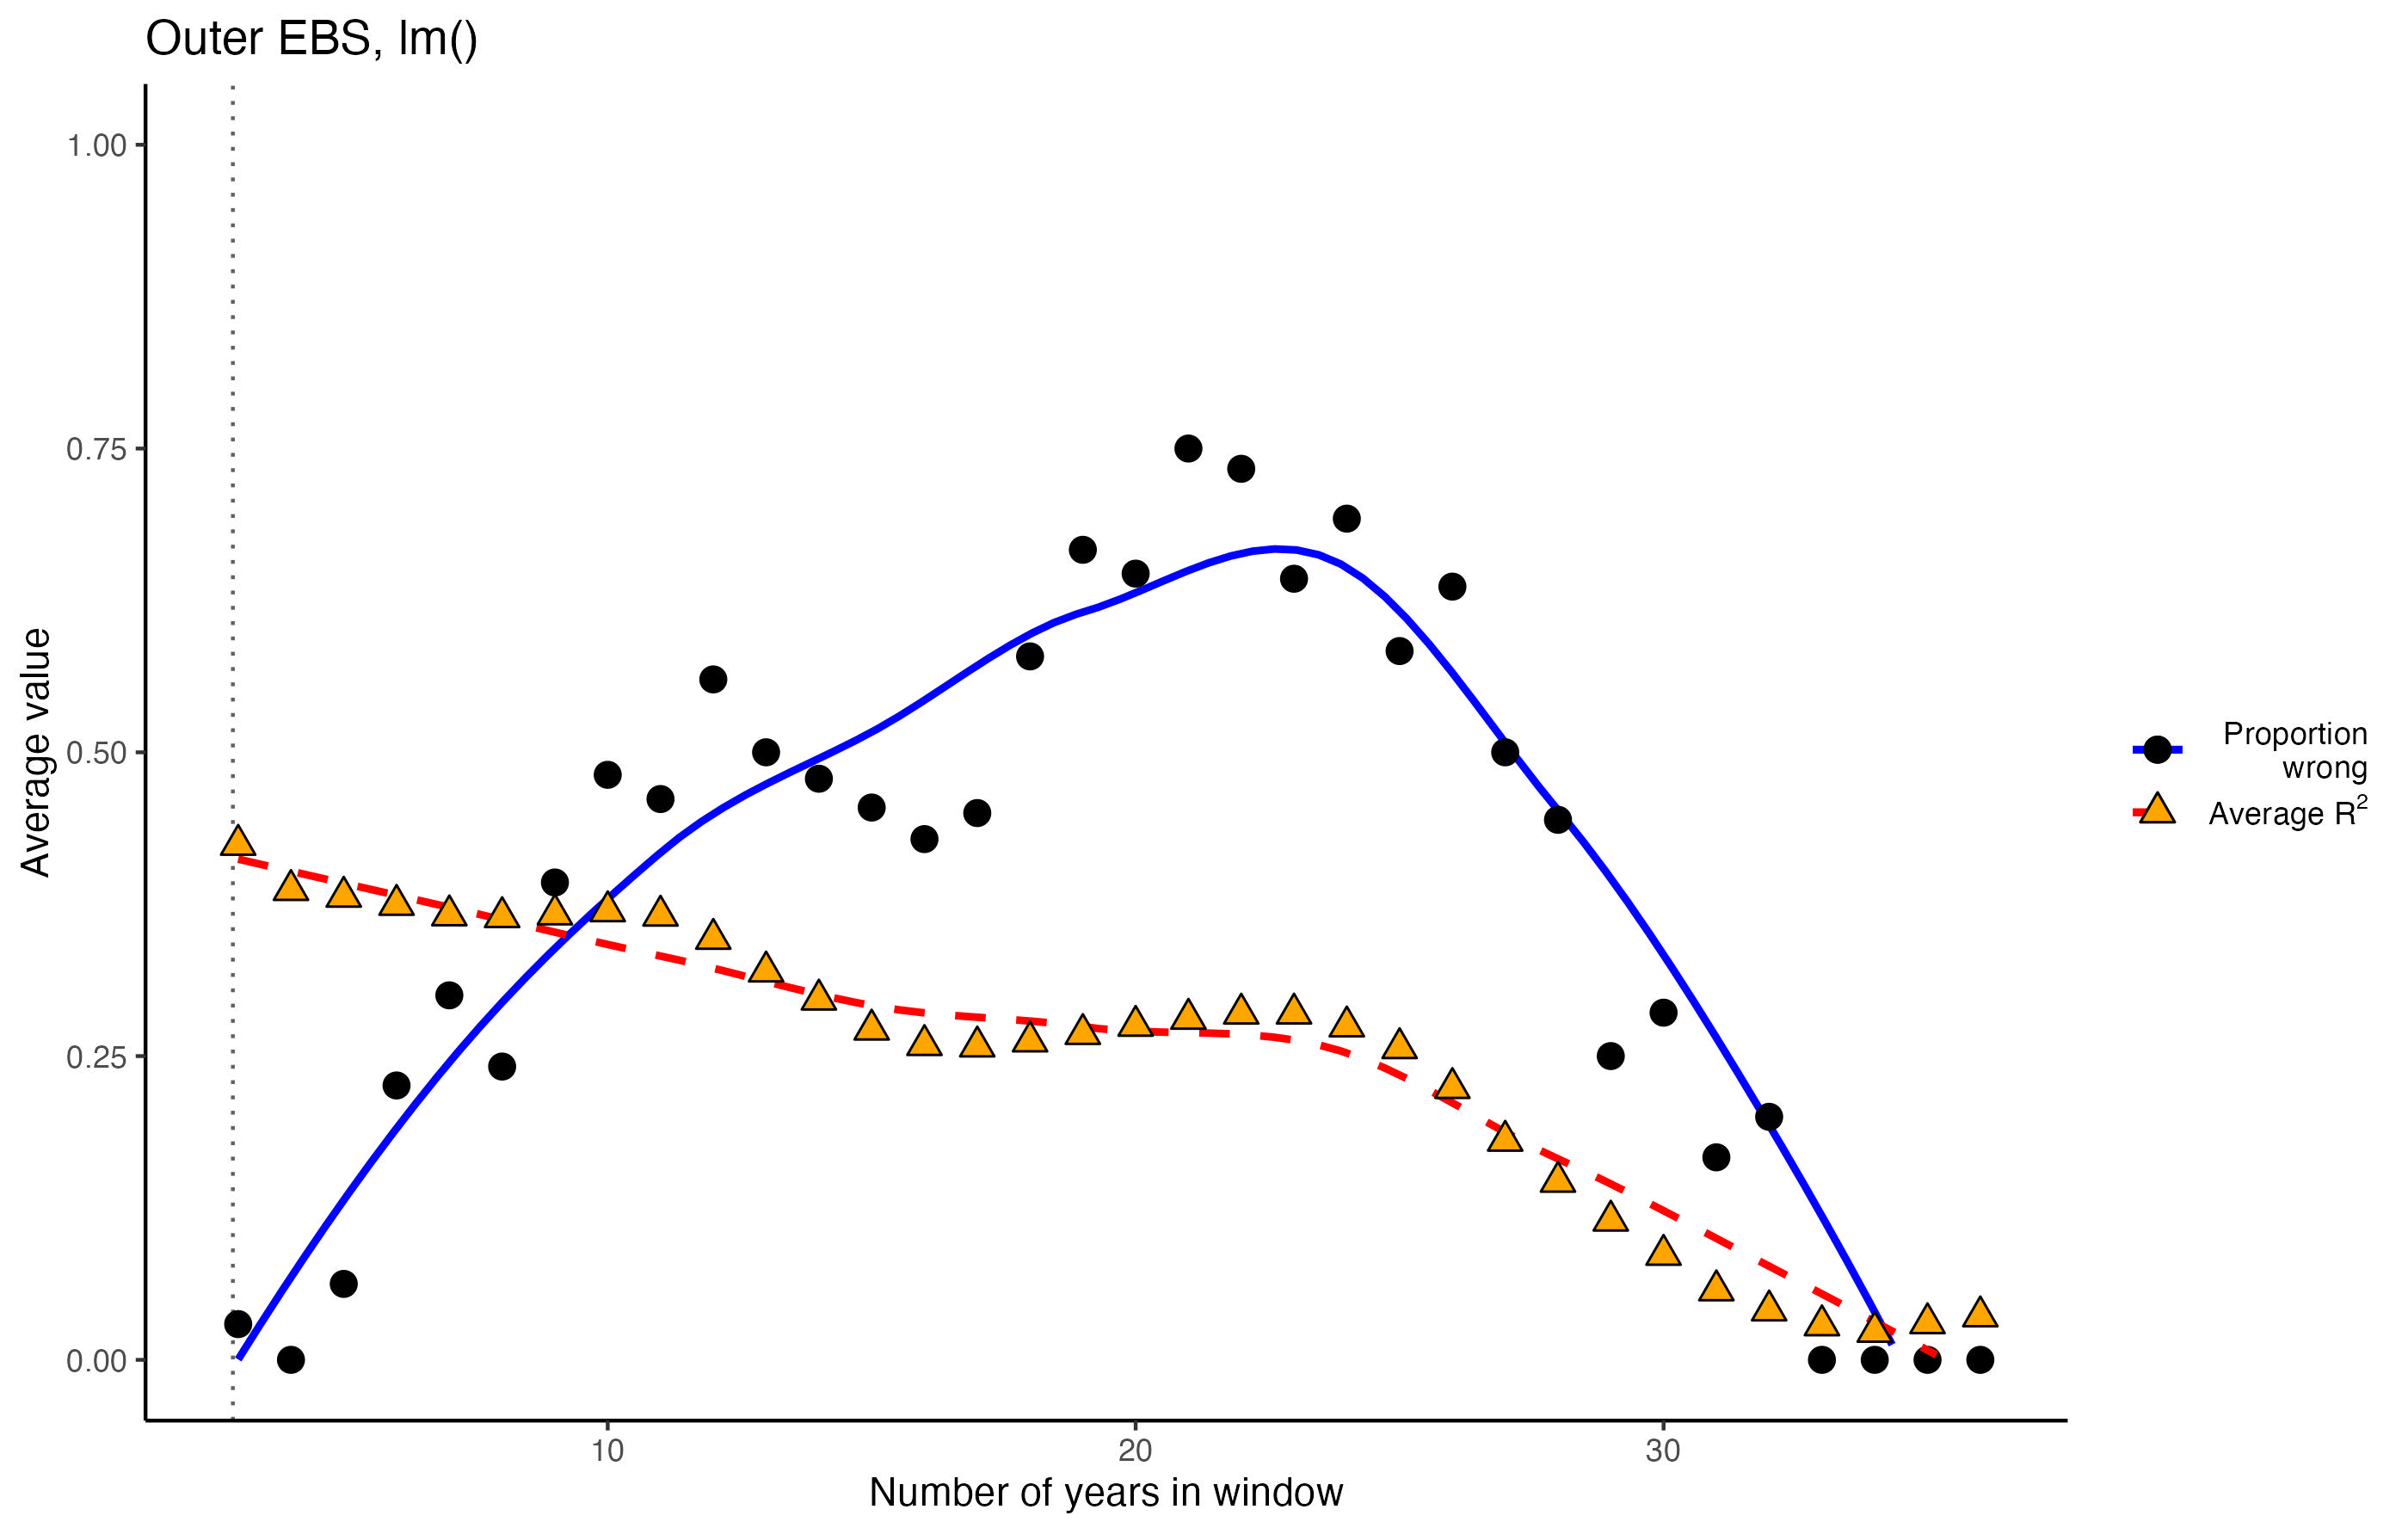 Outer EBS, lm()
Average value
1.00
0.75
0.50
0.25
0.00
10 20 30
Number of years in window
Proportion
wrong
Average R²